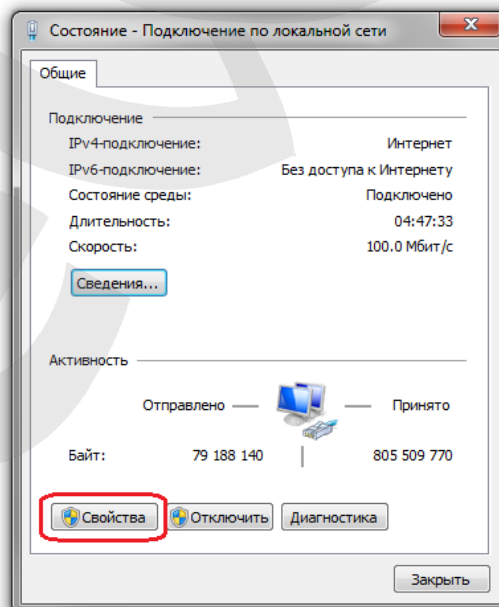 Состояние - Подключение по локальной сети
Общие
Подключение
IPv4-подключение: Интернет
IPv6-подключение: Без доступа к Интернету
Состояние среды: Подключено
Длительность: 04:47:33
Скорость: 100.0 Мбит/с
Сведения...
Активность
Отправлено — Принято
Байт: 79 188 140 805 509 770
Свойства Отключить Диагностика
Закрыть